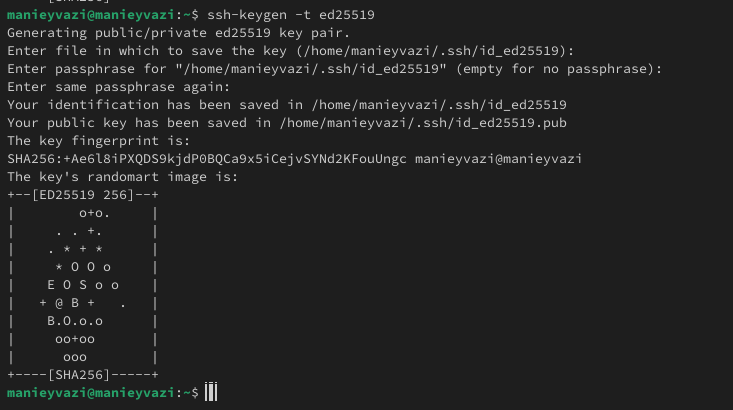 [SHA256]
manieyvazi@manieyvazi:~$ ssh-keygen -t ed25519
Generating public/private ed25519 key pair.
Enter file in which to save the key (/home/manieyvazi/.ssh/id_ed25519):
Enter passphrase for "/home/manieyvazi/.ssh/id_ed25519" (empty for no passphrase):
Enter same passphrase again:
Your identification has been saved in /home/manieyvazi/.ssh/id_ed25519
Your public key has been saved in /home/manieyvazi/.ssh/id_ed25519.pub
The key fingerprint is:
SHA256:+Ae6l8iPXQDS9kjdP0BQCa9x5iCejvSYNd2KFouUngc manieyvazi@manieyvazi
The key's randomart image is:
+--[ED25519 256]--+
|        o+o.     |
|     . . +.      |
|    . * + *      |
|     * O O o     |
|    E O S o o    |
|   + @ B +   .   |
|    B.O.o.o      |
|     oo+oo       |
|      ooo        |
+----[SHA256]-----+
manieyvazi@manieyvazi:~$